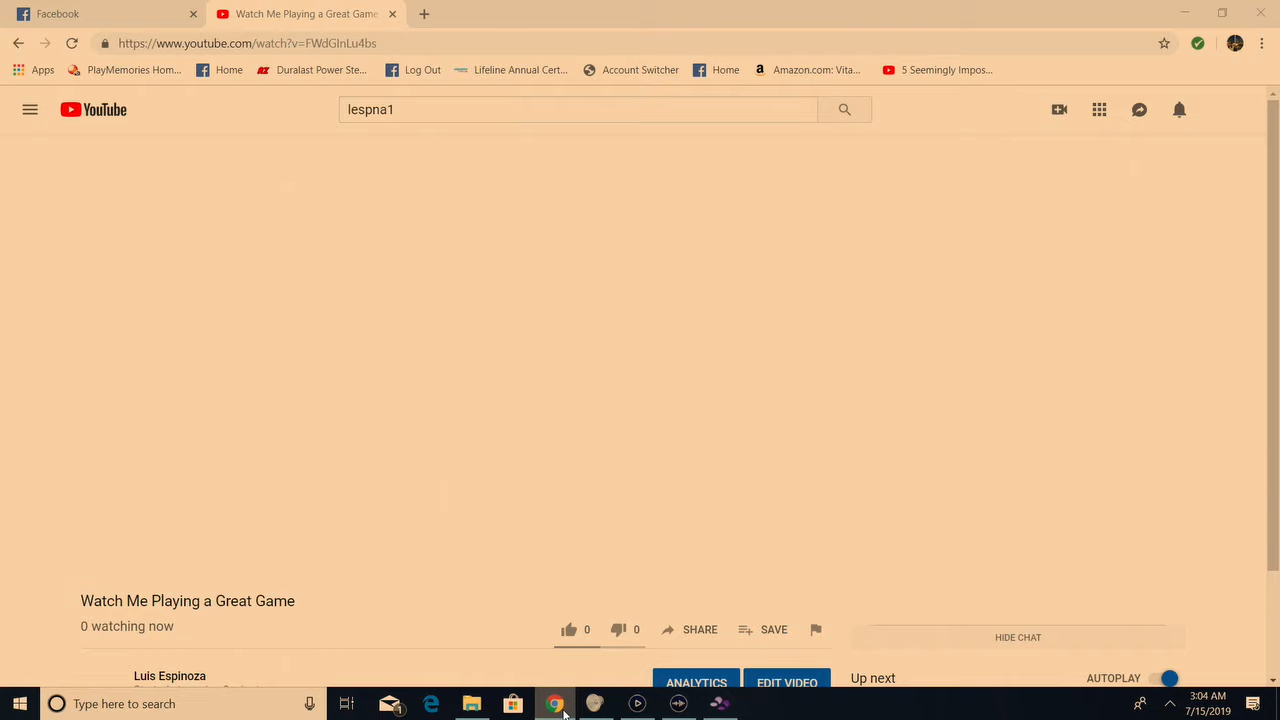 Facebook
Watch Me Playing a Great Game
https://www.youtube.com/watch?v=FWdGInLu4bs
Apps
PlayMemories Hom...
Home
Duralast Power Ste...
Log Out
Lifeline Annual Cert...
Account Switcher
Home
Amazon.com: Vita...
5 Seemingly Impos...
YouTube
lespna1
Watch Me Playing a Great Game
0 watching now
0
0
SHARE
SAVE
HIDE CHAT
Luis Espinoza
ANALYTICS
EDIT VIDEO
Up next
AUTOPLAY
Type here to search
1
3:04 AM
7/15/2019